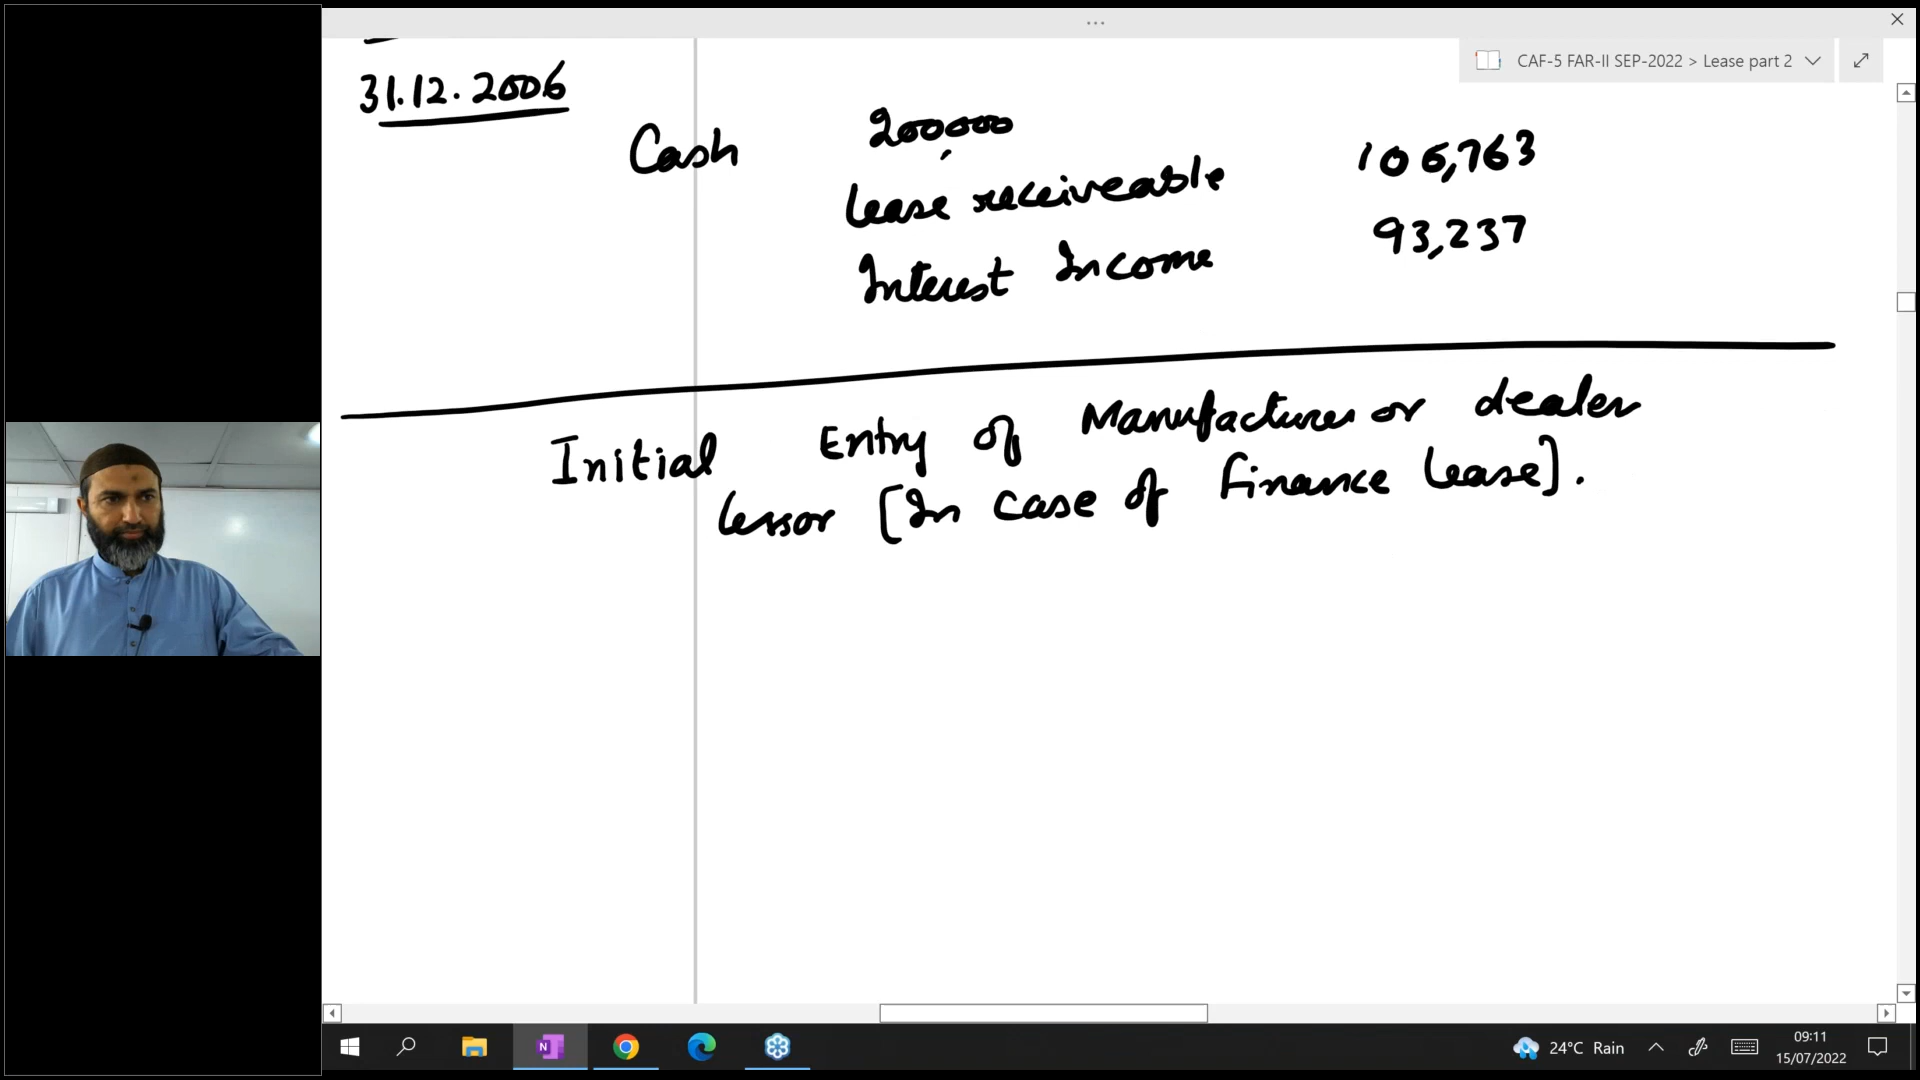 CAF-5 FAR-II SEP-2022 > Lease part 2
31.12.2006
Cash 200,000
Lease receiveable 106,763
Interest Income 93,237
Initial Entry of Manufacturer or dealer
lessor [In case of Finance Lease].
24°C Rain
09:11
15/07/2022